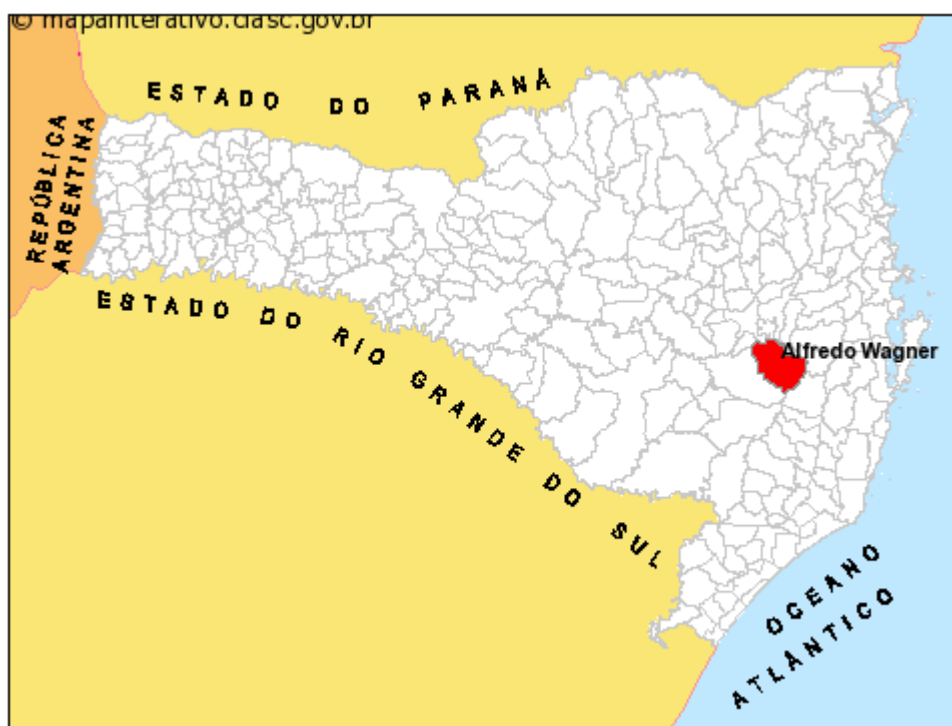 © mapainterativo.ciasc.gov.br
ESTADO DO PARANÁ
REPÚBLICA
ARGENTINA
ESTADO DO RIO GRANDE DO SUL
Alfredo Wagner
OCEANO
ATLÂNTICO